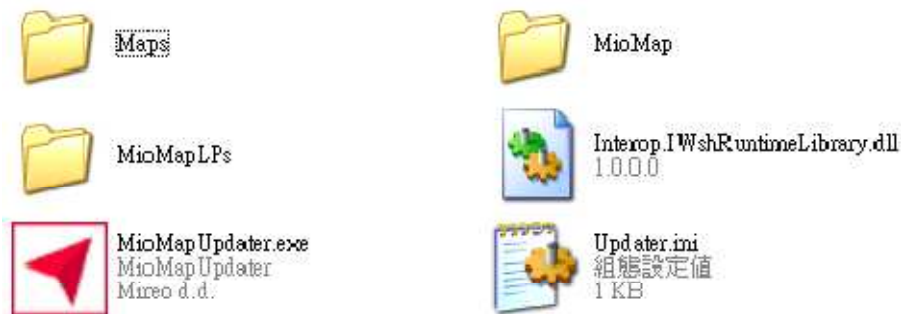 Maps
MioMap
MioMapLPs
Interop.IWshRuntimeLibrary.dll
1.0.0.0
MioMapUpdater.exe
MioMapUpdater
Mireo d.d.
Updater.ini
組態設定値
1 KB